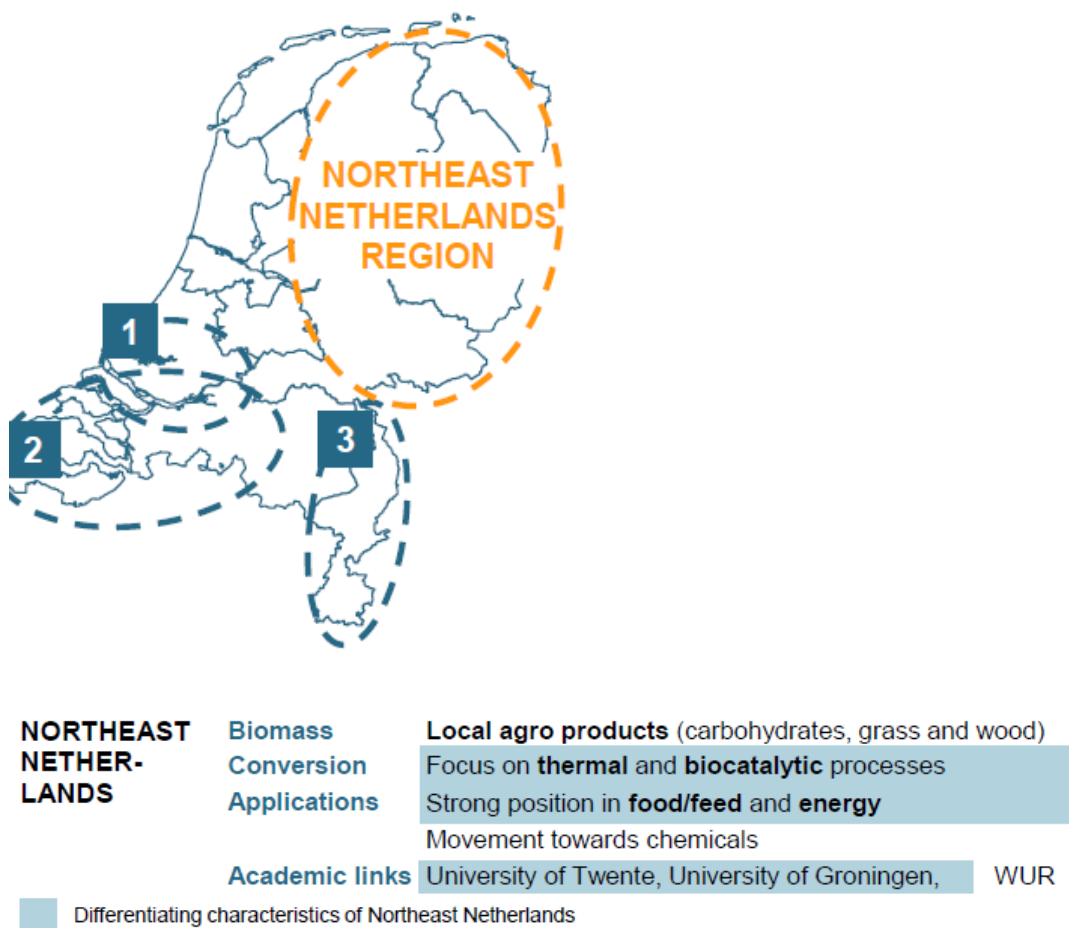 NORTHEAST
NETHERLANDS
REGION
1
2
3
NORTHEAST
NETHER-
LANDS
Biomass Local agro products (carbohydrates, grass and wood)
Conversion Focus on thermal and biocatalytic processes
Applications Strong position in food/feed and energy
Movement towards chemicals
Academic links University of Twente, University of Groningen, WUR
Differentiating characteristics of Northeast Netherlands